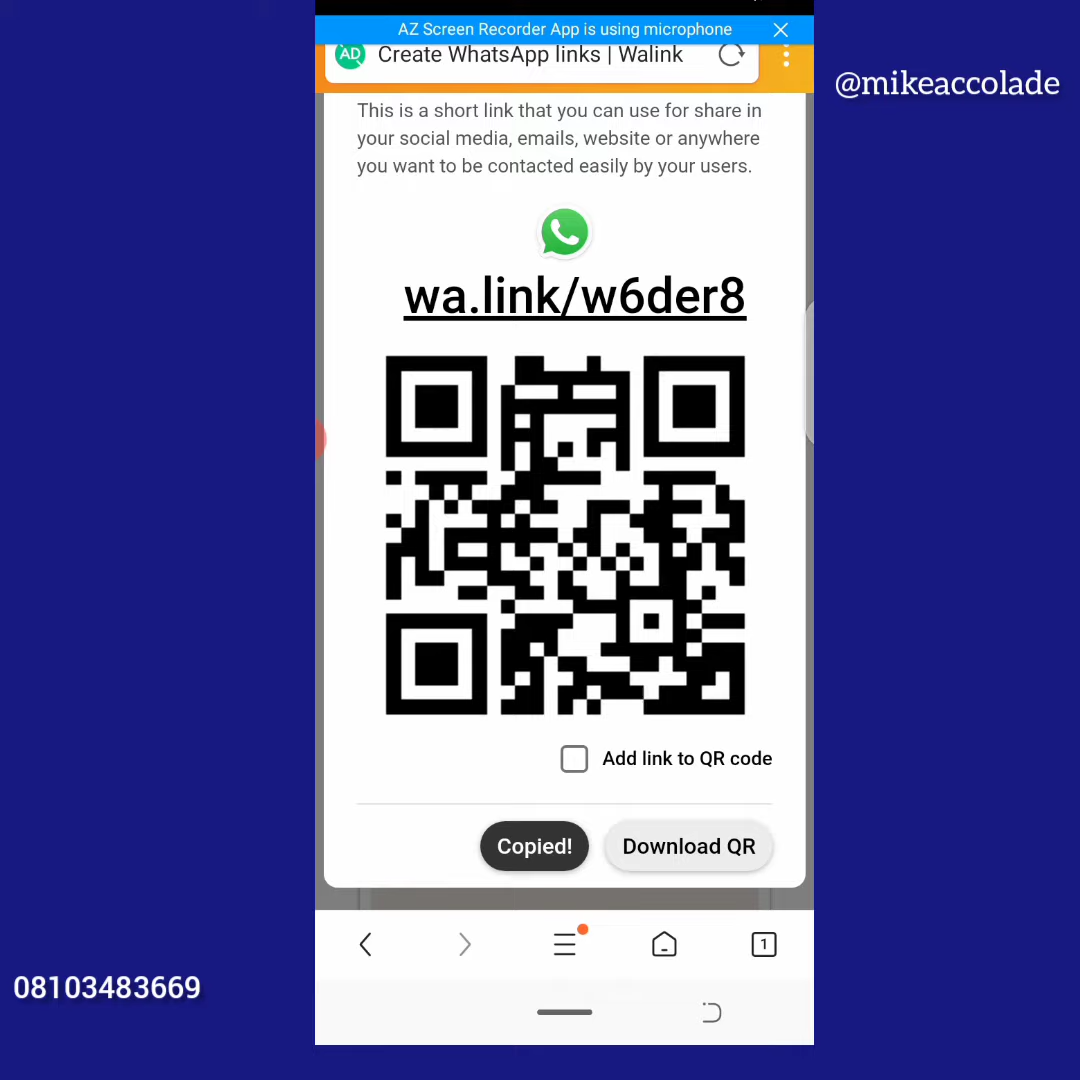 AZ Screen Recorder App is using microphone
AD Create WhatsApp links | Walink
@mikeaccolade
This is a short link that you can use for share in
your social media, emails, website or anywhere
you want to be contacted easily by your users.
wa.link/w6der8
Add link to QR code
Copied!
Download QR
1
08103483669